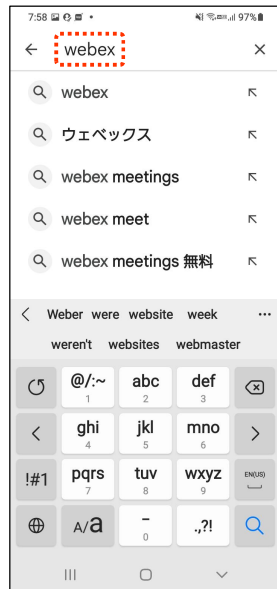 7:58 97%
webex
webex
ウェベックス
webex meetings
webex meet
webex meetings 無料
Weber were website week
weren't websites webmaster
@/:~ abc def
1 2 3
ghi jkl mno
4 5 6
!#1 pqrs tuv wxyz EN(US)
7 8 9
A/a - .,?!
0